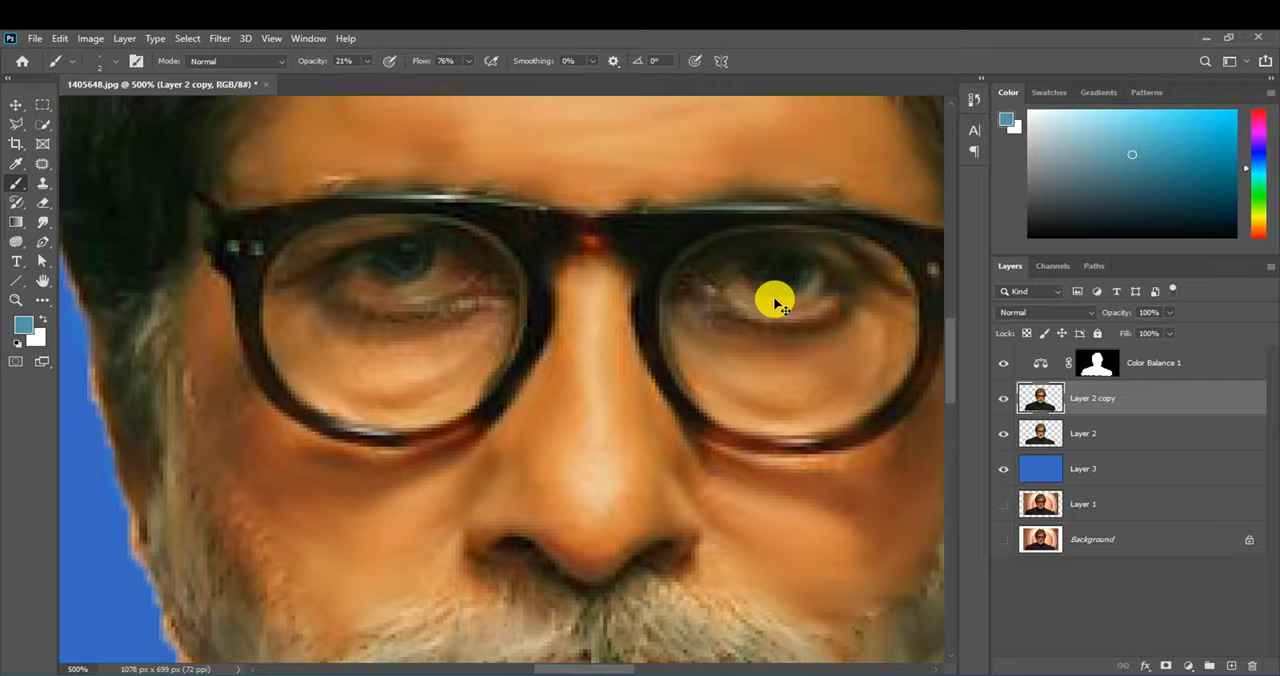 Ps File Edit Image Layer Type Select Filter 3D View Window Help
2 Mode: Normal Opacity: 21% Flow: 76% Smoothing: 0% 0°
1405648.jpg @ 500% (Layer 2 copy, RGB/8#) *
Color Swatches Gradients Patterns
Layers Channels Paths
Kind
Normal Opacity: 100%
Lock: Fill: 100%
Color Balance 1
Layer 2 copy
Layer 2
Layer 3
Layer 1
Background
500% 1078 px x 699 px (72 ppi)